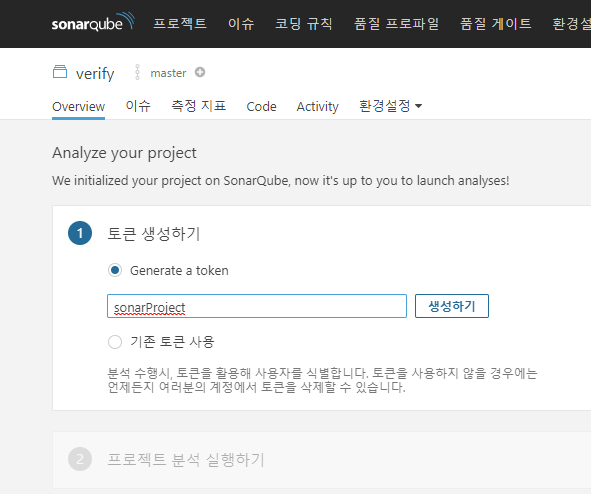 sonarqube 프로젝트 이슈 코딩 규칙 품질 프로파일 품질 게이트 환경설
verify master
Overview 이슈 측정 지표 Code Activity 환경설정
Analyze your project
We initialized your project on SonarQube, now it's up to you to launch analyses!
1 토큰 생성하기
Generate a token
sonarProject 생성하기
기존 토큰 사용
분석 수행시, 토큰을 활용해 사용자를 식별합니다. 토큰을 사용하지 않을 경우에는
언제든지 여러분의 계정에서 토큰을 삭제할 수 있습니다.
2 프로젝트 분석 실행하기